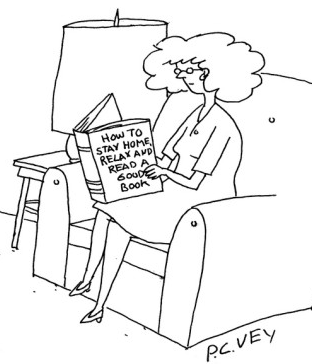 HOW TO
STAY HOME,
RELAX AND
READ A
GOOD
BOOK
P.C.VEY